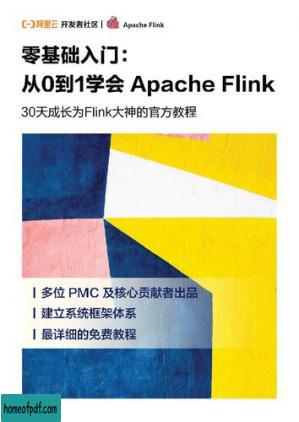 阿里云 开发者社区 | Apache Flink
零基础入门：
从0到1学会 Apache Flink
30天成长为Flink大神的官方教程
多位 PMC 及核心贡献者出品
建立系统框架体系
最详细的免费教程
homeofpdf.com